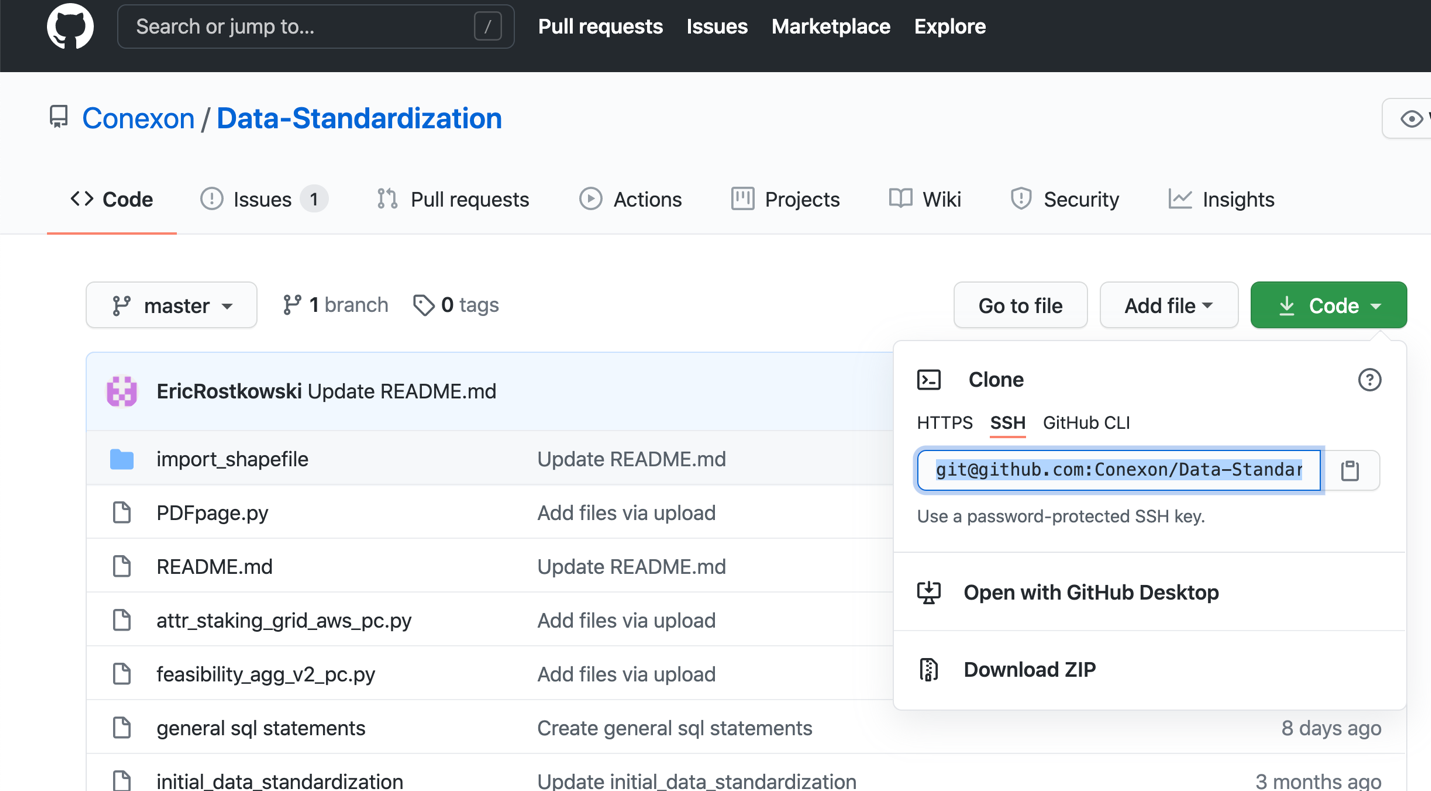 Search or jump to... /
Pull requests Issues Marketplace Explore
Conexon / Data-Standardization
Code Issues 1 Pull requests Actions Projects Wiki Security Insights
master 1 branch 0 tags Go to file Add file Code
EricRostkowski Update README.md
import_shapefile Update README.md
PDFpage.py Add files via upload
README.md Update README.md
attr_staking_grid_aws_pc.py Add files via upload
feasibility_agg_v2_pc.py Add files via upload
general sql statements Create general sql statements 8 days ago
initial_data_standardization Update initial_data_standardization 3 months ago
Clone
HTTPS SSH GitHub CLI
git@github.com:Conexon/Data-Standar
Use a password-protected SSH key.
Open with GitHub Desktop
Download ZIP